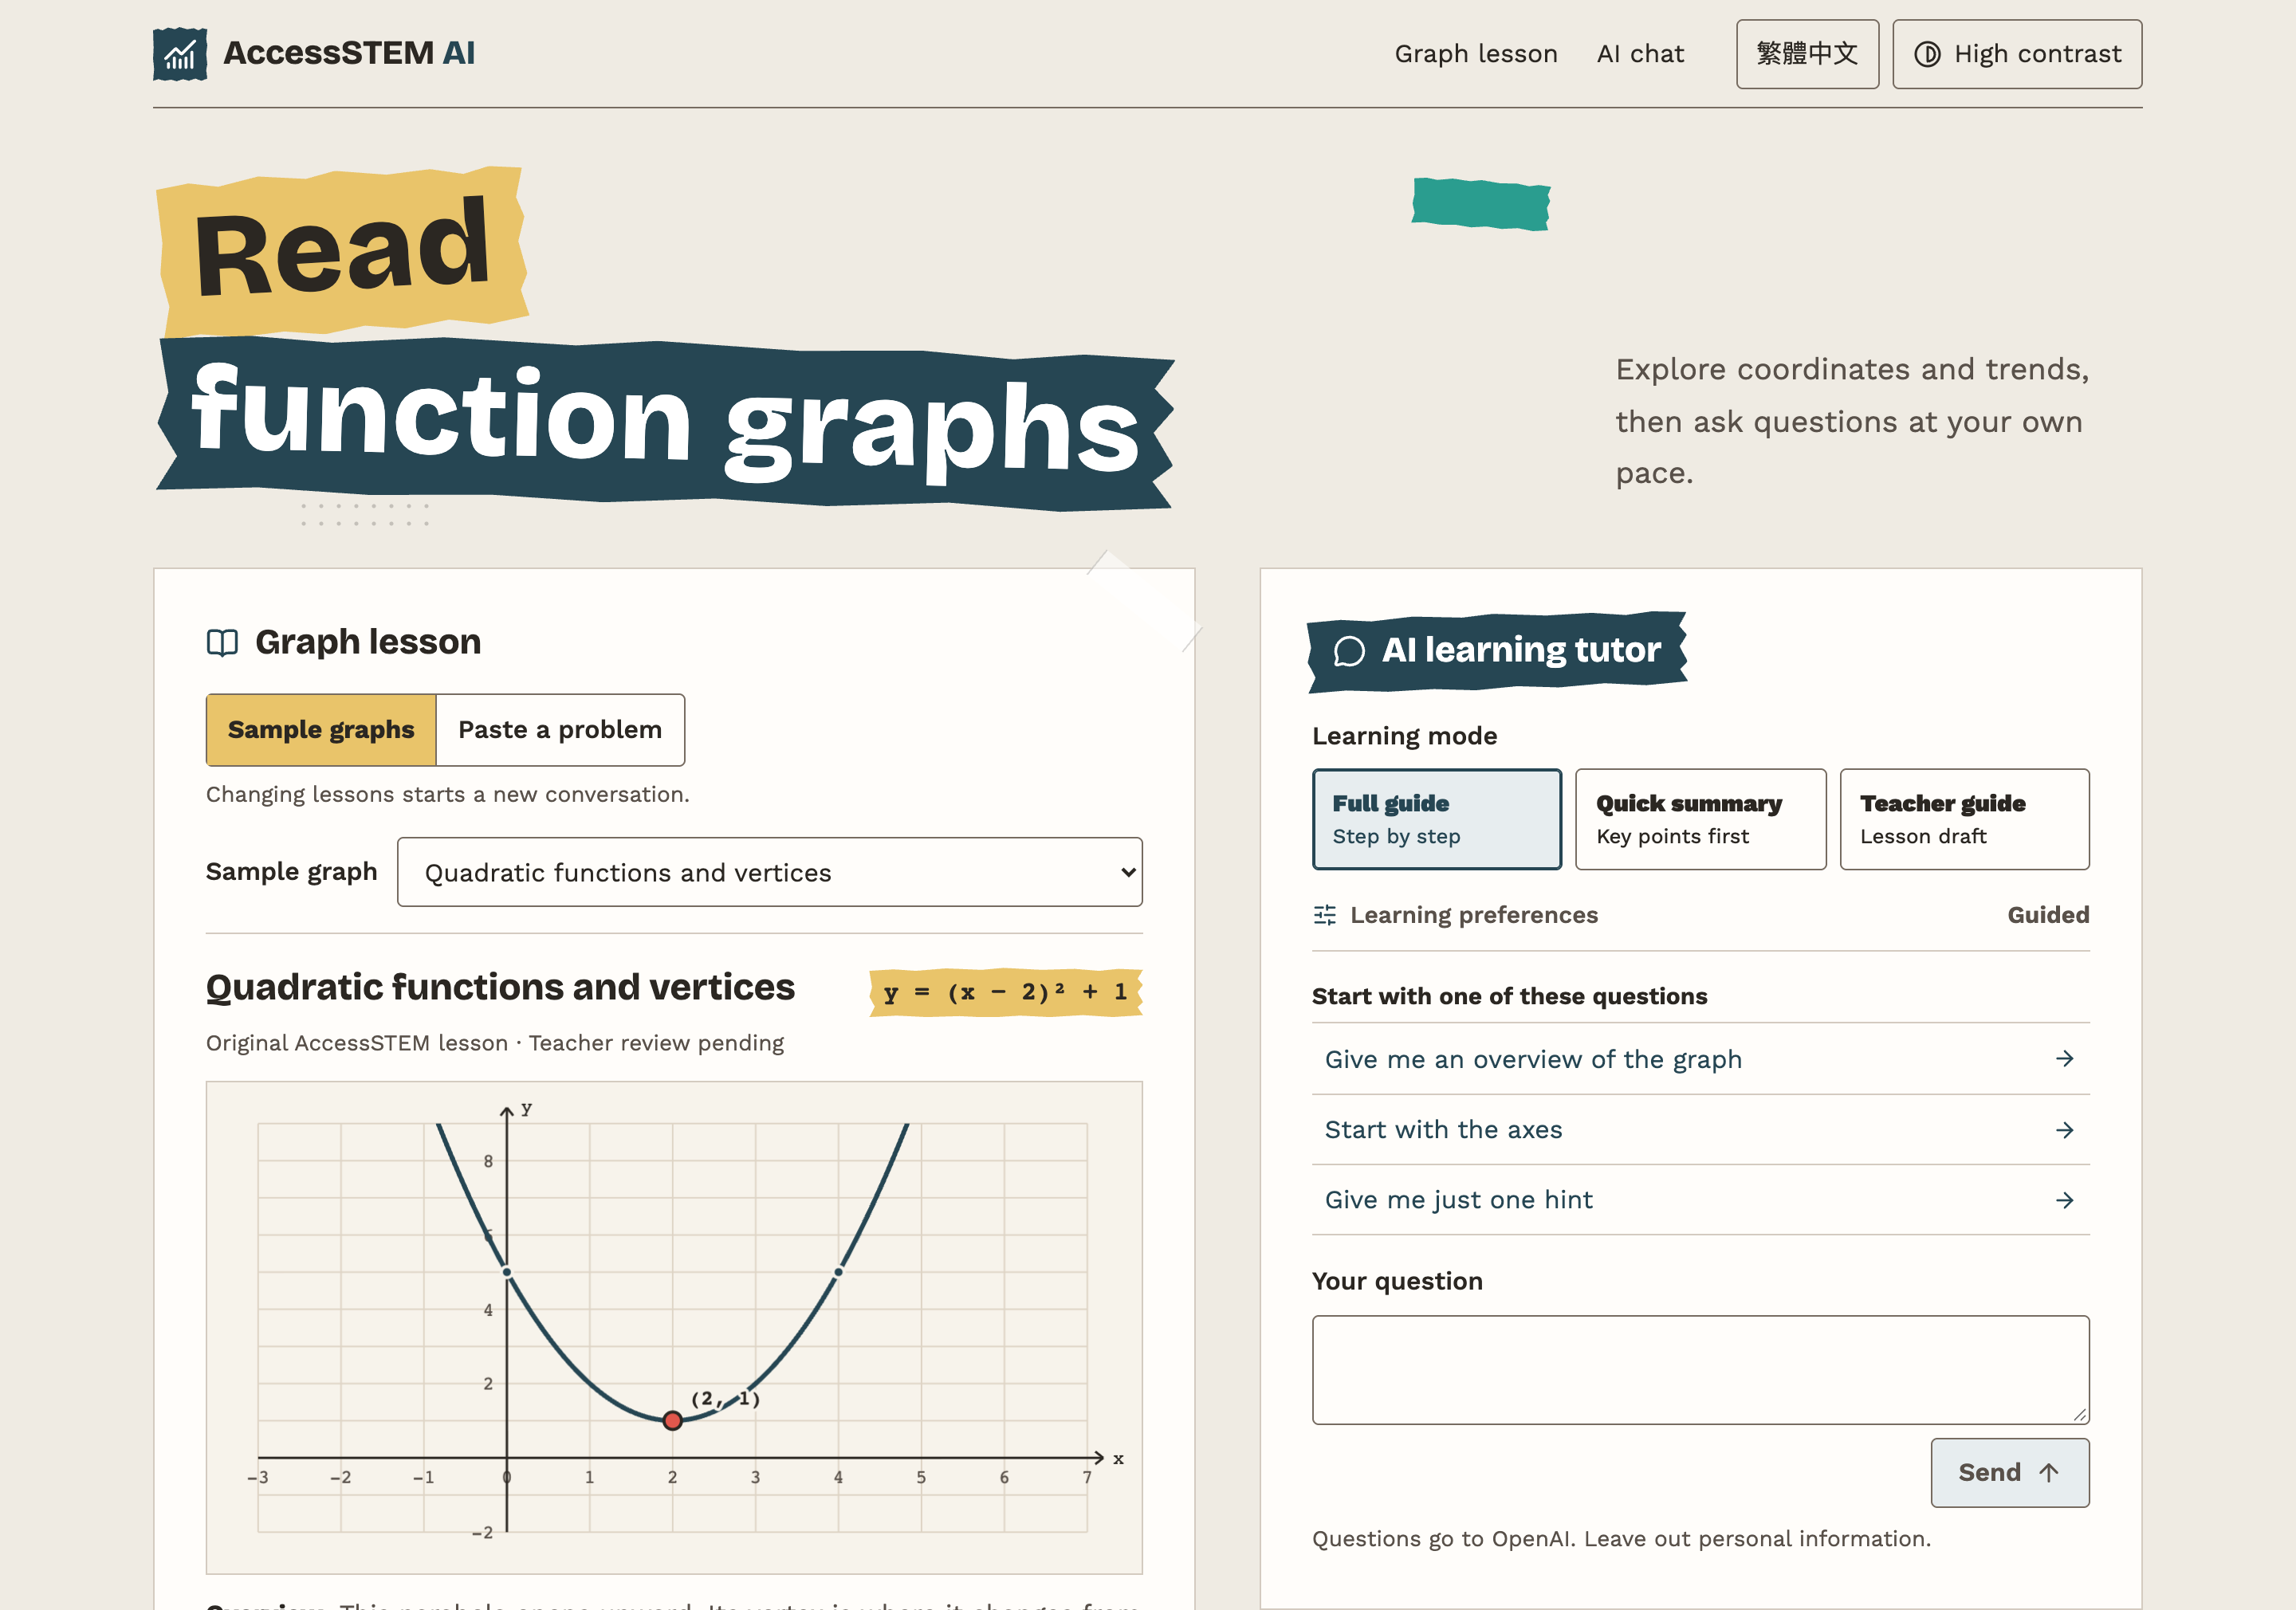 AccessSTEM AI
Graph lesson
AI chat
繁體中文
High contrast
Read
function graphs
Explore coordinates and trends,
then ask questions at your own
pace.
Graph lesson
Sample graphs
Paste a problem
Changing lessons starts a new conversation.
Sample graph
Quadratic functions and vertices
Quadratic functions and vertices
y = (x − 2)² + 1
Original AccessSTEM lesson · Teacher review pending
y
8
4
2
(2, 1)
x
−3 −2 −1 0 1 2 3 4 5 6 7
−2
AI learning tutor
Learning mode
Full guide
Step by step
Quick summary
Key points first
Teacher guide
Lesson draft
Learning preferences
Guided
Start with one of these questions
Give me an overview of the graph
Start with the axes
Give me just one hint
Your question
Send
Questions go to OpenAI. Leave out personal information.